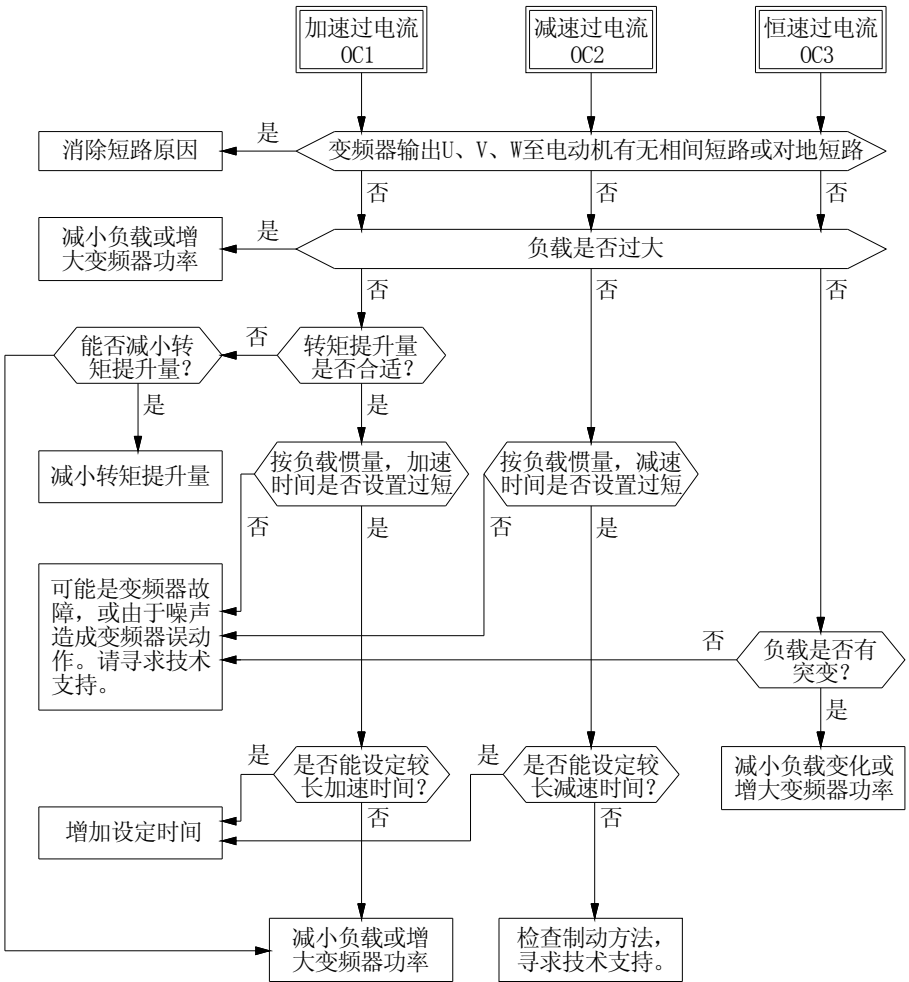 加速过电流
OC1
减速过电流
OC2
恒速过电流
OC3
是
消除短路原因
变频器输出U、V、W至电动机有无相间短路或对地短路
否
否
否
减小负载或增
大变频器功率
是
负载是否过大
否
否
否
能否减小转
矩提升量？
否
转矩提升量
是否合适？
是
是
减小转矩提升量
按负载惯量，加速
时间是否设置过短
按负载惯量，减速
时间是否设置过短
否
是
否
是
可能是变频器故
障，或由于噪声
造成变频器误动
作。请寻求技术
支持。
否
负载是否有
突变？
是
是
是否能设定较
长加速时间？
是
是否能设定较
长减速时间？
减小负载变化或
增大变频器功率
增加设定时间
否
否
减小负载或增
大变频器功率
检查制动方法，
寻求技术支持。